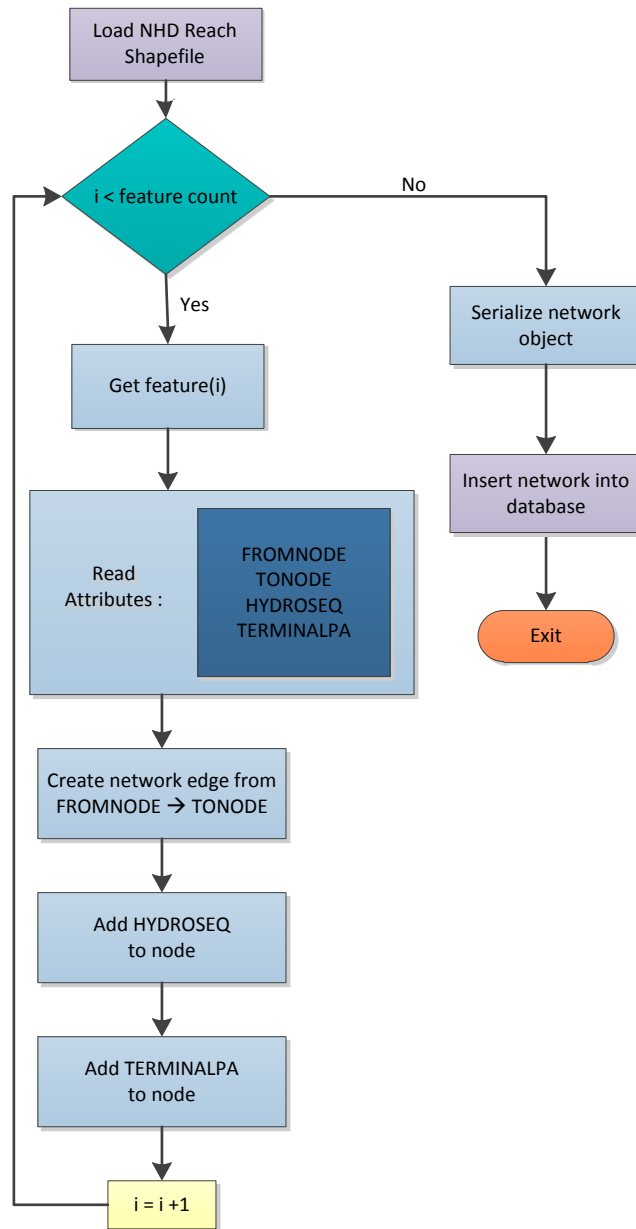 Load NHD Reach
Shapefile
i < feature count
No
Yes
Serialize network
object
Get feature(i)
Insert network into
database
Read
Attributes :
FROMNODE
TONODE
HYDROSEQ
TERMINALPA
Exit
Create network edge from
FROMNODE → TONODE
Add HYDROSEQ
to node
Add TERMINALPA
to node
i = i +1